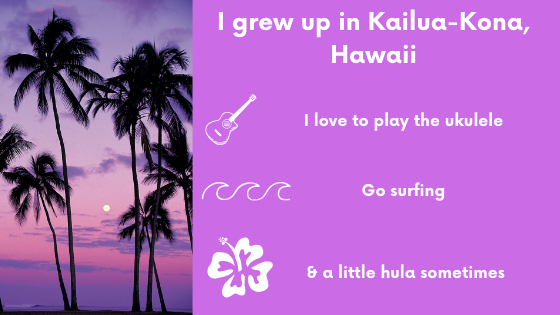 I grew up in Kailua-Kona,
Hawaii
I love to play the ukulele
Go surfing
& a little hula sometimes